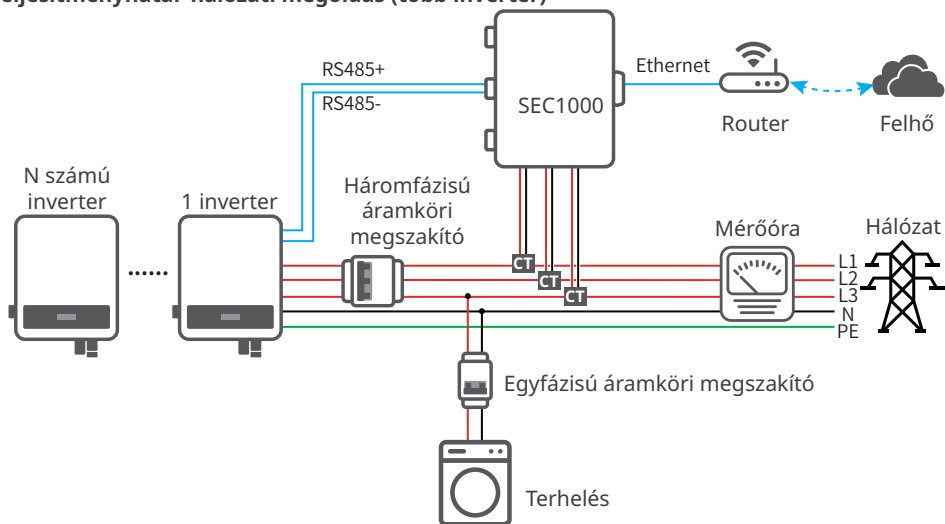 teljesítményhatár hálózati megoldás (több inverter)
RS485+
RS485-
SEC1000
Ethernet
Router
Felhő
N számú
inverter
1 inverter
Háromfázisú
áramköri
megszakító
Mérőóra
Hálózat
CT
CT
CT
L1
L2
L3
N
PE
Egyfázisú áramköri megszakító
Terhelés